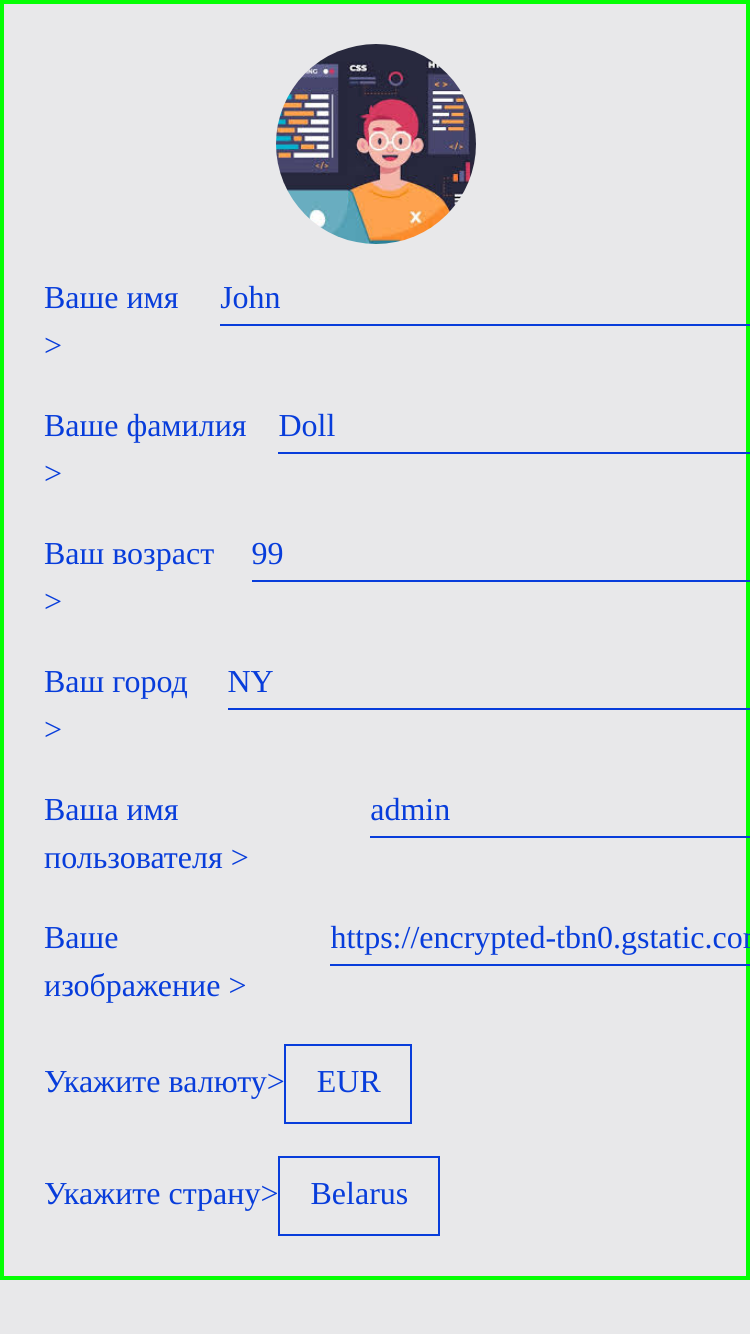 NG
CSS
< >
</>
</>
X
Ваше имя John
>
Ваше фамилия Doll
>
Ваш возраст 99
>
Ваш город NY
>
Ваша имя admin
пользователя >
Ваше https://encrypted-tbn0.gstatic.co
изображение >
Укажите валюту> EUR
Укажите страну> Belarus